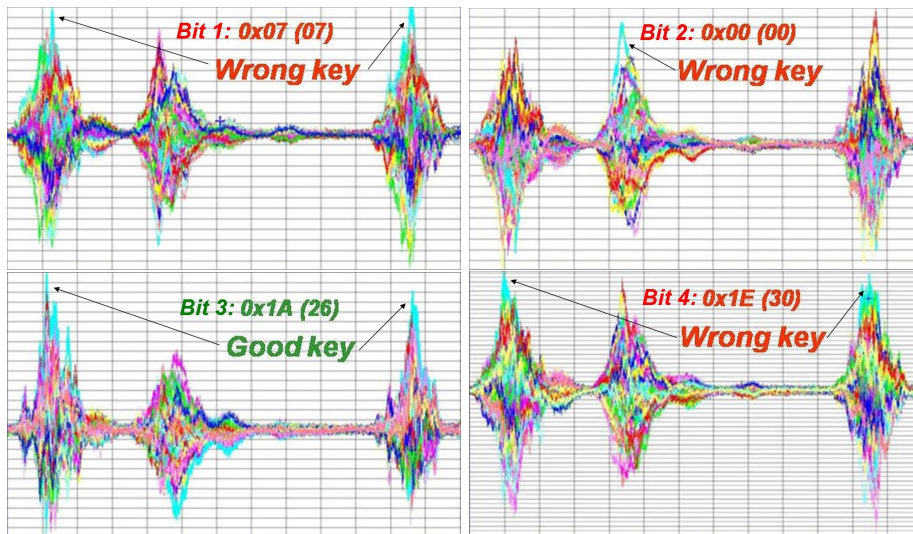 Bit 1: 0x07 (07)
Wrong key
Bit 2: 0x00 (00)
Wrong key
Bit 3: 0x1A (26)
Good key
Bit 4: 0x1E (30)
Wrong key